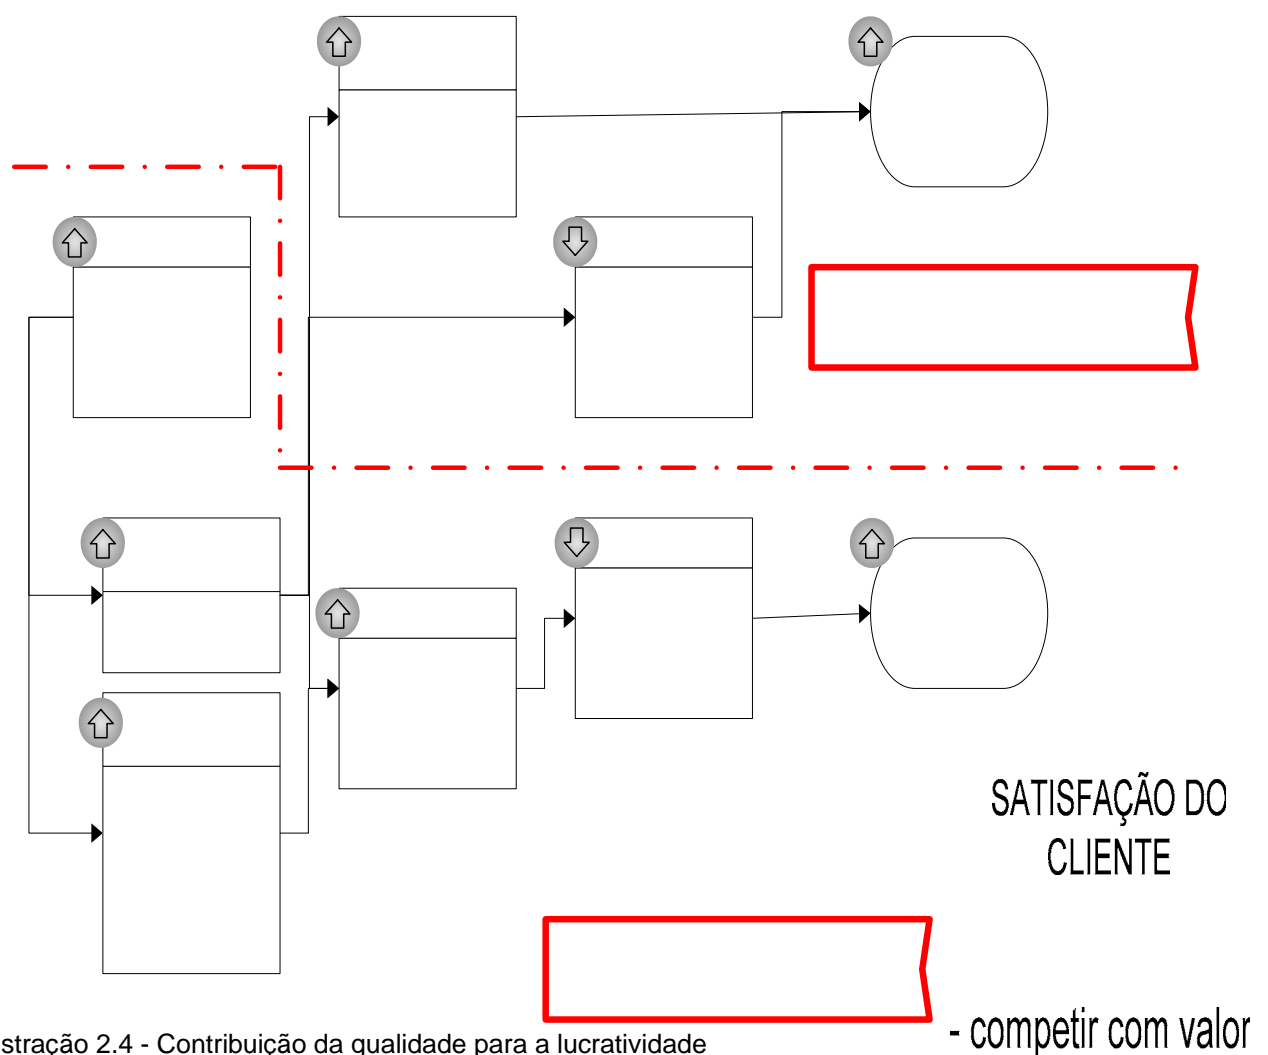 SATISFAÇÃO DO
CLIENTE
- competir com valor
stração 2.4 - Contribuição da qualidade para a lucratividade